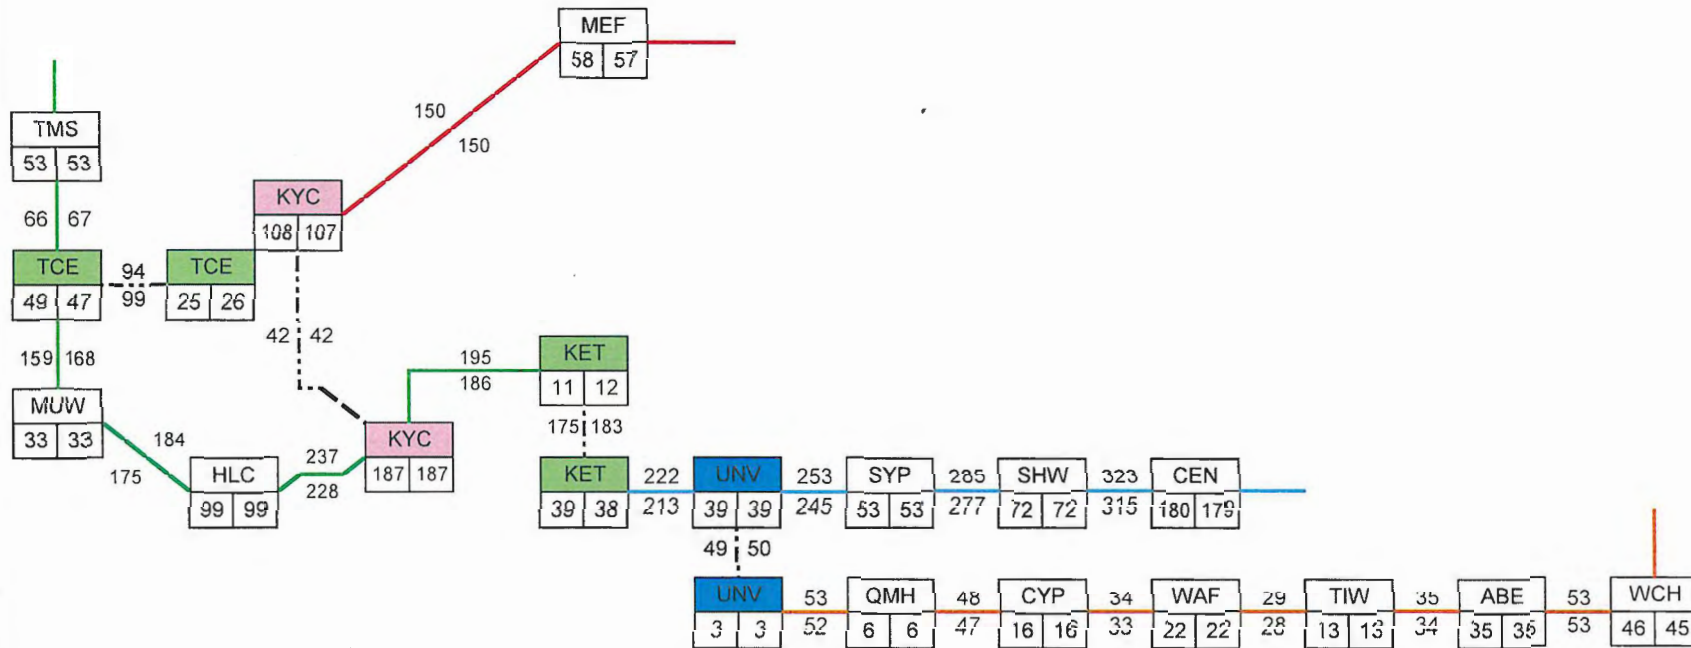 MEF
58 57
150
150
TMS
53 53
66 67
KYC
108 107
TCE
49 47
94
99
TCE
25 26
42 42
159 168
195
186
KET
11 12
175 183
MUW
33 33
184
175
HLC
99 99
237
228
KYC
187 187
KET
39 38
222
213
UNV
39 39
253
245
SYP
53 53
285
277
SHW
72 72
323
315
CEN
180 179
49 50
UNV
3 3
53
52
QMH
6 6
48
47
CYP
16 16
34
33
WAF
22 22
29
28
TIW
13 13
35
34
ABE
35 35
53
53
WCH
46 45